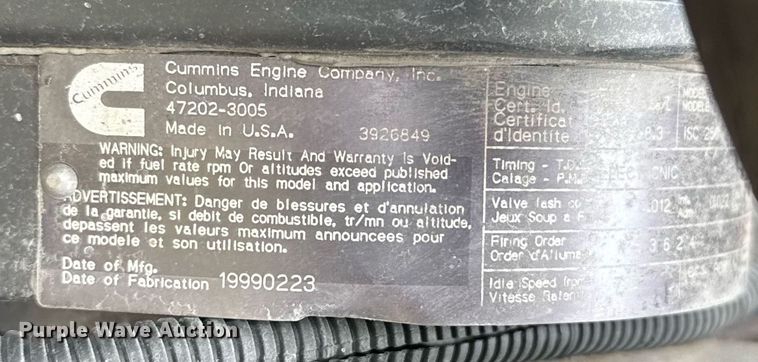 Cummins
Cummins Engine Company, Inc.
Columbus, Indiana
47202-3005
Made in U.S.A. 3926849
WARNING: Injury May Result And Warranty Is Void-
ed if fuel rate rpm Or altitudes exceed published
maximum values for this model and application.
ADVERTISSEMENT: Danger de blessures et d'annulation
de la garantie, si debit de combustible, tr/mn ou altitude,
depassent les valeurs maximum announcees pour
ce modele et son utilisation.
Date of Mfg.
Date of Fabrication 19990223
Engine
Cert. Id.
Certificat
d'Identite 8.3
ISC
Timing -
Calage -
Valve lash
Jeux Soup
Firing Order 3 6 2 4
Order
Idle Speed
Vitesse
Purple Wave Auction